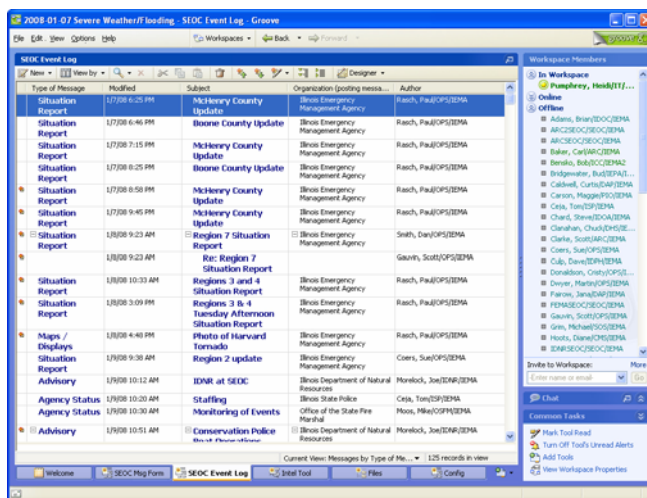 2008-01-07 Severe Weather/Flooding - SEOC Event Log - Groove
File Edit View Options Help Workspaces Back Forward
SEOC Event Log
New View by Designer
Type of Message Modified Subject Organization (posting messa... Author
Situation Report 1/7/08 6:25 PM McHenry County Update Illinois Emergency Management Agency Rasch, Paul/OPS/IEMA
Situation Report 1/7/08 6:46 PM Boone County Update Illinois Emergency Management Agency Rasch, Paul/OPS/IEMA
Situation Report 1/7/08 7:15 PM McHenry County Update Illinois Emergency Management Agency Rasch, Paul/OPS/IEMA
Situation Report 1/7/08 8:25 PM Boone County Update Illinois Emergency Management Agency Rasch, Paul/OPS/IEMA
Situation Report 1/7/08 8:58 PM McHenry County Update Illinois Emergency Management Agency Rasch, Paul/OPS/IEMA
Situation Report 1/7/08 9:45 PM McHenry County Update Illinois Emergency Management Agency Rasch, Paul/OPS/IEMA
Situation Report 1/8/08 9:23 AM Region 7 Situation Report Illinois Emergency Management Agency Smith, Dan/OPS/IEMA
1/8/08 9:23 AM Re: Region 7 Situation Report Gauvin, Scott/OPS/IEMA
Situation Report 1/8/08 10:33 AM Regions 3 and 4 Situation Report Illinois Emergency Management Agency Rasch, Paul/OPS/IEMA
Situation Report 1/8/08 3:09 PM Regions 3 & 4 Tuesday Afternoon Situation Report Illinois Emergency Management Agency Rasch, Paul/OPS/IEMA
Maps / Displays 1/8/08 4:48 PM Photo of Harvard Tornado Illinois Emergency Management Agency Rasch, Paul/OPS/IEMA
Situation Report 1/9/08 9:38 AM Region 2 update Illinois Emergency Management Agency Coers, Sue/OPS/IEMA
Advisory 1/9/08 10:12 AM IDNR at SEOC Illinois Department of Natural Resources Morelock, Joe/IDNR/IEMA
Agency Status 1/8/08 10:20 AM Staffing Illinois State Police Ceja, Tom/ISP/IEMA
Agency Status 1/8/08 10:30 AM Monitoring of Events Office of the State Fire Marshal Moos, Mike/OSFM/IEMA
Advisory 1/8/08 10:51 AM Conservation Police Boat Operations Illinois Department of Natural Resources Morelock, Joe/IDNR/IEMA
Current View: Messages by Type of Me... 125 records in view
Welcome SEOC Msg Form SEOC Event Log Intel Tool Files Config
Workspace Members
In Workspace
Pumphrey, Heidi/IT/...
Online
Offline
Adams, Brian/IDOC/IEMA
ARC2SEOC/SEOC/IEMA
ARCSEOC/SEOC/IEMA
Baker, Carl/ARC/IEMA
Bensko, Bob/ICC/IEMA2
Bridgewater, Bud/IEPA/I...
Caldwell, Curtis/DAP/IEMA
Carson, Maggie/PIO/IEMA
Ceja, Tom/ISP/IEMA
Chard, Steve/IDOA/IEMA
Clanahan, Chuck/DHS/IE...
Clarke, Scott/ARC/IEMA
Coers, Sue/OPS/IEMA
Culp, Dave/IDPH/IEMA
Donaldson, Cristy/OPS/I...
Dwyer, Martin/OPS/IEMA
Fairow, Jana/DAP/IEMA
FEMASEOC/SEOC/IEMA
Gauvin, Scott/OPS/IEMA
Grim, Michael/SOS/IEMA
Hoots, Diane/CMS/IEMA
IDNRSEOC/SEOC/IEMA
Invite to Workspace: More
Enter name or email Go
Chat
Common Tasks
Mark Tool Read
Turn Off Tool's Unread Alerts
Add Tools
View Workspace Properties